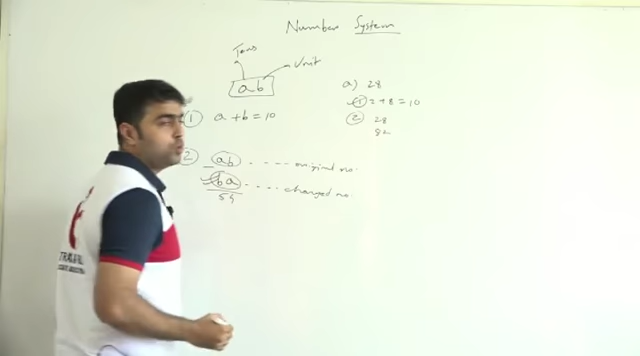 Number System
Tens
Unit
ab
① a+b=10
② ab ---- original no.
ba ---- changed no.
54
a) 28
① 2+8=10
② 28
82